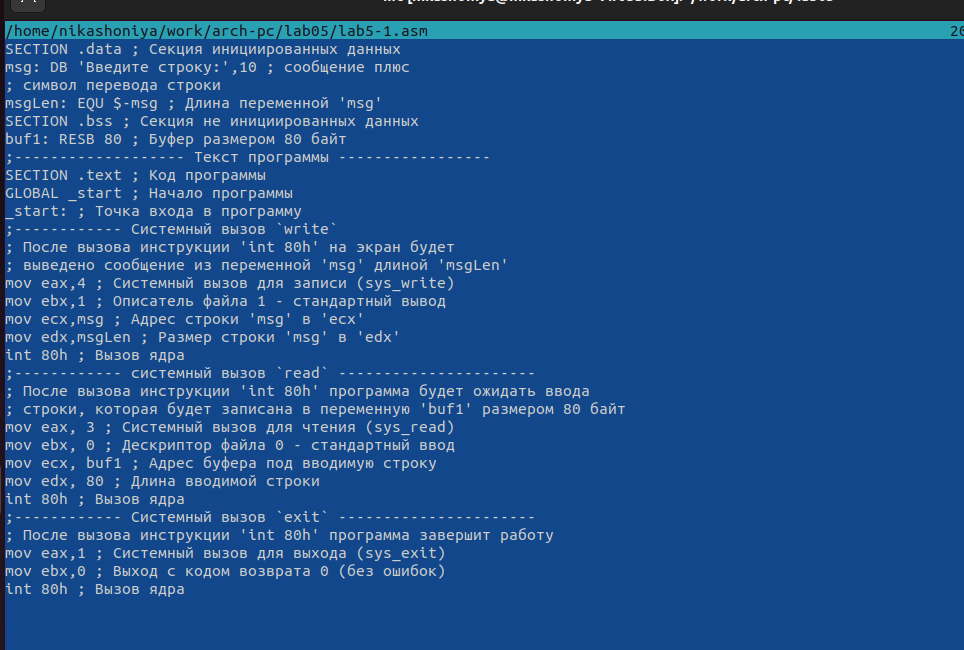 /home/nikashoniya/work/arch-pc/lab05/lab5-1.asm
SECTION .data ; Секция инициированных данных
msg: DB 'Введите строку:',10 ; сообщение плюс
; символ перевода строки
msgLen: EQU $-msg ; Длина переменной 'msg'
SECTION .bss ; Секция не инициированных данных
buf1: RESB 80 ; Буфер размером 80 байт
;------------------- Текст программы -----------------
SECTION .text ; Код программы
GLOBAL _start ; Начало программы
_start: ; Точка входа в программу
;------------ Системный вызов `write`
; После вызова инструкции 'int 80h' на экран будет
; выведено сообщение из переменной 'msg' длиной 'msgLen'
mov eax,4 ; Системный вызов для записи (sys_write)
mov ebx,1 ; Описатель файла 1 - стандартный вывод
mov ecx,msg ; Адрес строки 'msg' в 'ecx'
mov edx,msgLen ; Размер строки 'msg' в 'edx'
int 80h ; Вызов ядра
;------------ системный вызов `read` ----------------------
; После вызова инструкции 'int 80h' программа будет ожидать ввода
; строки, которая будет записана в переменную 'buf1' размером 80 байт
mov eax, 3 ; Системный вызов для чтения (sys_read)
mov ebx, 0 ; Дескриптор файла 0 - стандартный ввод
mov ecx, buf1 ; Адрес буфера под вводимую строку
mov edx, 80 ; Длина вводимой строки
int 80h ; Вызов ядра
;------------ Системный вызов `exit` ----------------------
; После вызова инструкции 'int 80h' программа завершит работу
mov eax,1 ; Системный вызов для выхода (sys_exit)
mov ebx,0 ; Выход с кодом возврата 0 (без ошибок)
int 80h ; Вызов ядра